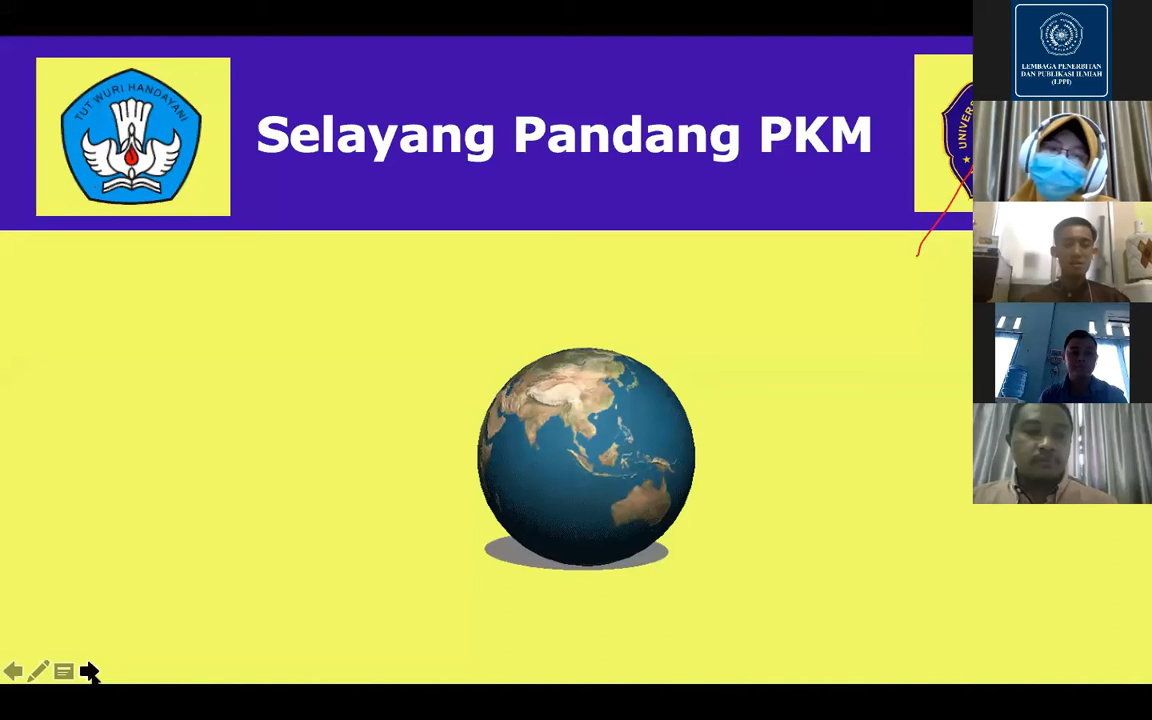 TUT WURI HANDAYANI
Selayang Pandang PKM
LEMBAGA PENERBITAN
DAN PUBLIKASI ILMIAH
(LPPI)